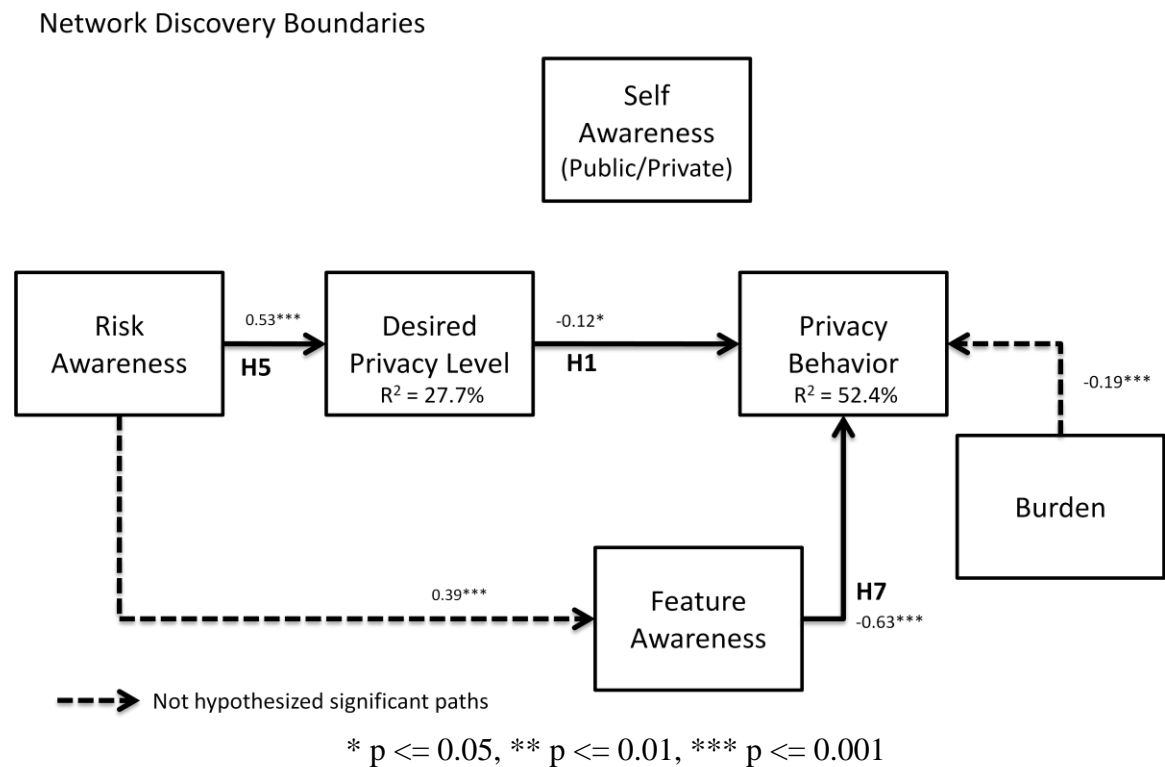 Network Discovery Boundaries
Self
Awareness
(Public/Private)
Risk
Awareness
0.53***
H5
Desired
Privacy Level
R² = 27.7%
-0.12*
H1
Privacy
Behavior
R² = 52.4%
-0.19***
Burden
0.39***
Feature
Awareness
H7
-0.63***
Not hypothesized significant paths
* p <= 0.05, ** p <= 0.01, *** p <= 0.001